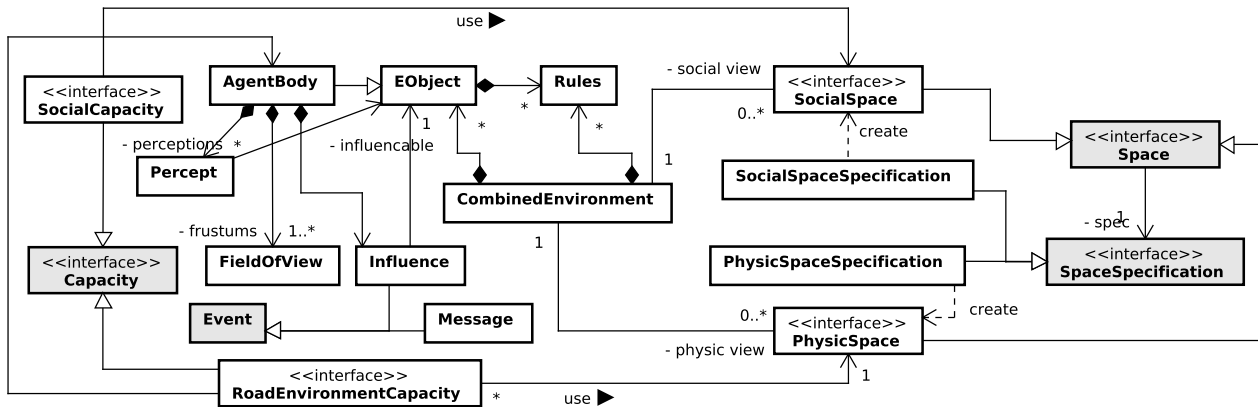 use
<<interface>>
SocialCapacity
AgentBody
EObject
Rules
- social view
<<interface>>
SocialSpace
0..*
*
1
*
*
create
<<interface>>
Space
- perceptions
*
- influencable
1
Percept
SocialSpaceSpecification
CombinedEnvironment
- spec
1
- frustums
1..*
1
<<interface>>
Capacity
FieldOfView
Influence
PhysicSpaceSpecification
<<interface>>
SpaceSpecification
Event
Message
0..*
<<interface>>
PhysicSpace
create
- physic view
<<interface>>
RoadEnvironmentCapacity
*
use
1